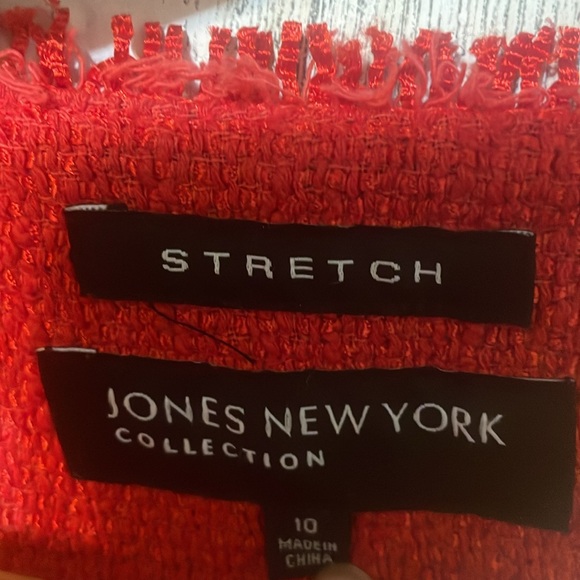 STRETCH
JONES NEW YORK
COLLECTION
10
MADE IN
CHINA